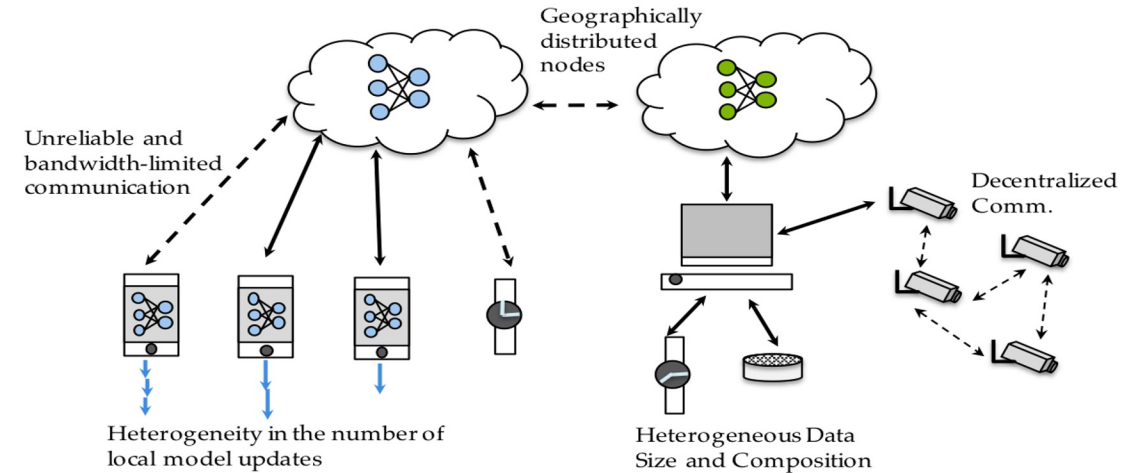 Geographically
distributed
nodes
Unreliable and
bandwidth-limited
communication
Decentralized
Comm.
Heterogeneity in the number of
local model updates
Heterogeneous Data
Size and Composition